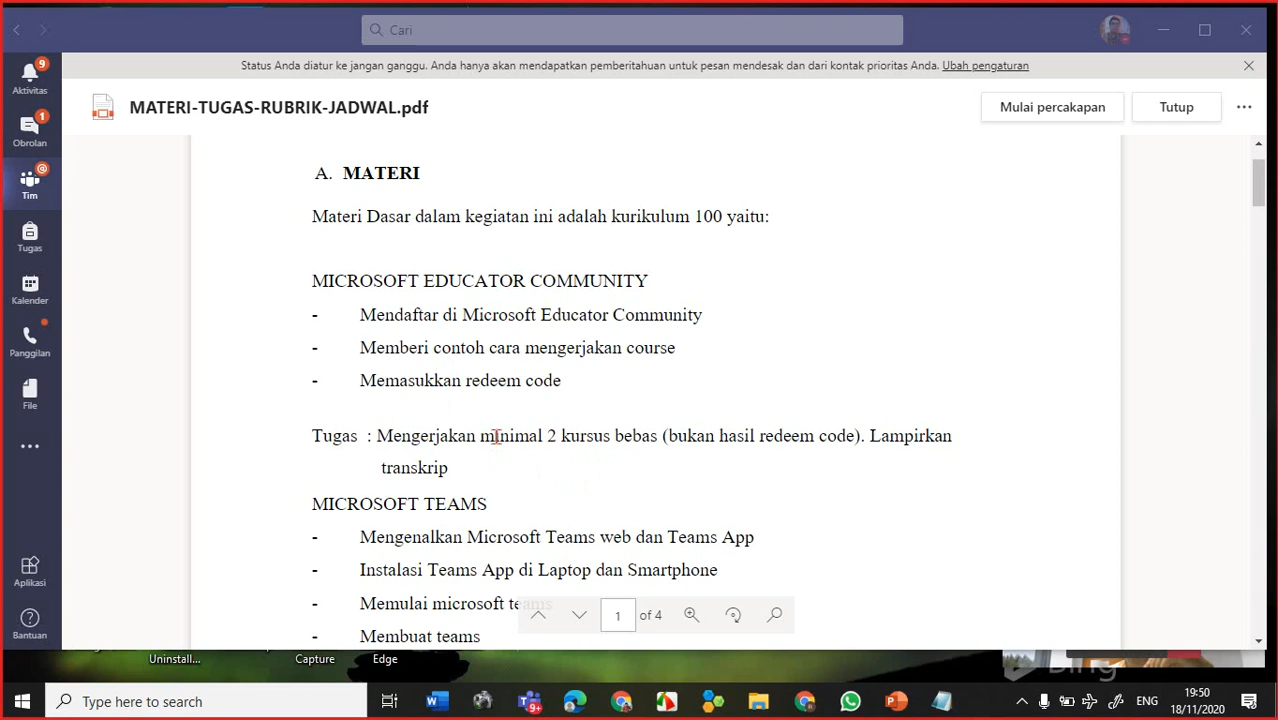 Cari
Status Anda diatur ke jangan ganggu. Anda hanya akan mendapatkan pemberitahuan untuk pesan mendesak dan dari kontak prioritas Anda. Ubah pengaturan
9
Aktivitas
MATERI-TUGAS-RUBRIK-JADWAL.pdf
Mulai percakapan
Tutup
1
Obrolan
@
Tim
Tugas
Kalender
Panggilan
File
Aplikasi
Bantuan
A. MATERI
Materi Dasar dalam kegiatan ini adalah kurikulum 100 yaitu:
MICROSOFT EDUCATOR COMMUNITY
- Mendaftar di Microsoft Educator Community
- Memberi contoh cara mengerjakan course
- Memasukkan redeem code
Tugas : Mengerjakan minimal 2 kursus bebas (bukan hasil redeem code). Lampirkan
transkrip
MICROSOFT TEAMS
- Mengenalkan Microsoft Teams web dan Teams App
- Instalasi Teams App di Laptop dan Smartphone
- Memulai microsoft teams
- Membuat teams
1 of 4
Uninstall...
Capture
Edge
Bing
Type here to search
9+
ENG
19:50
18/11/2020